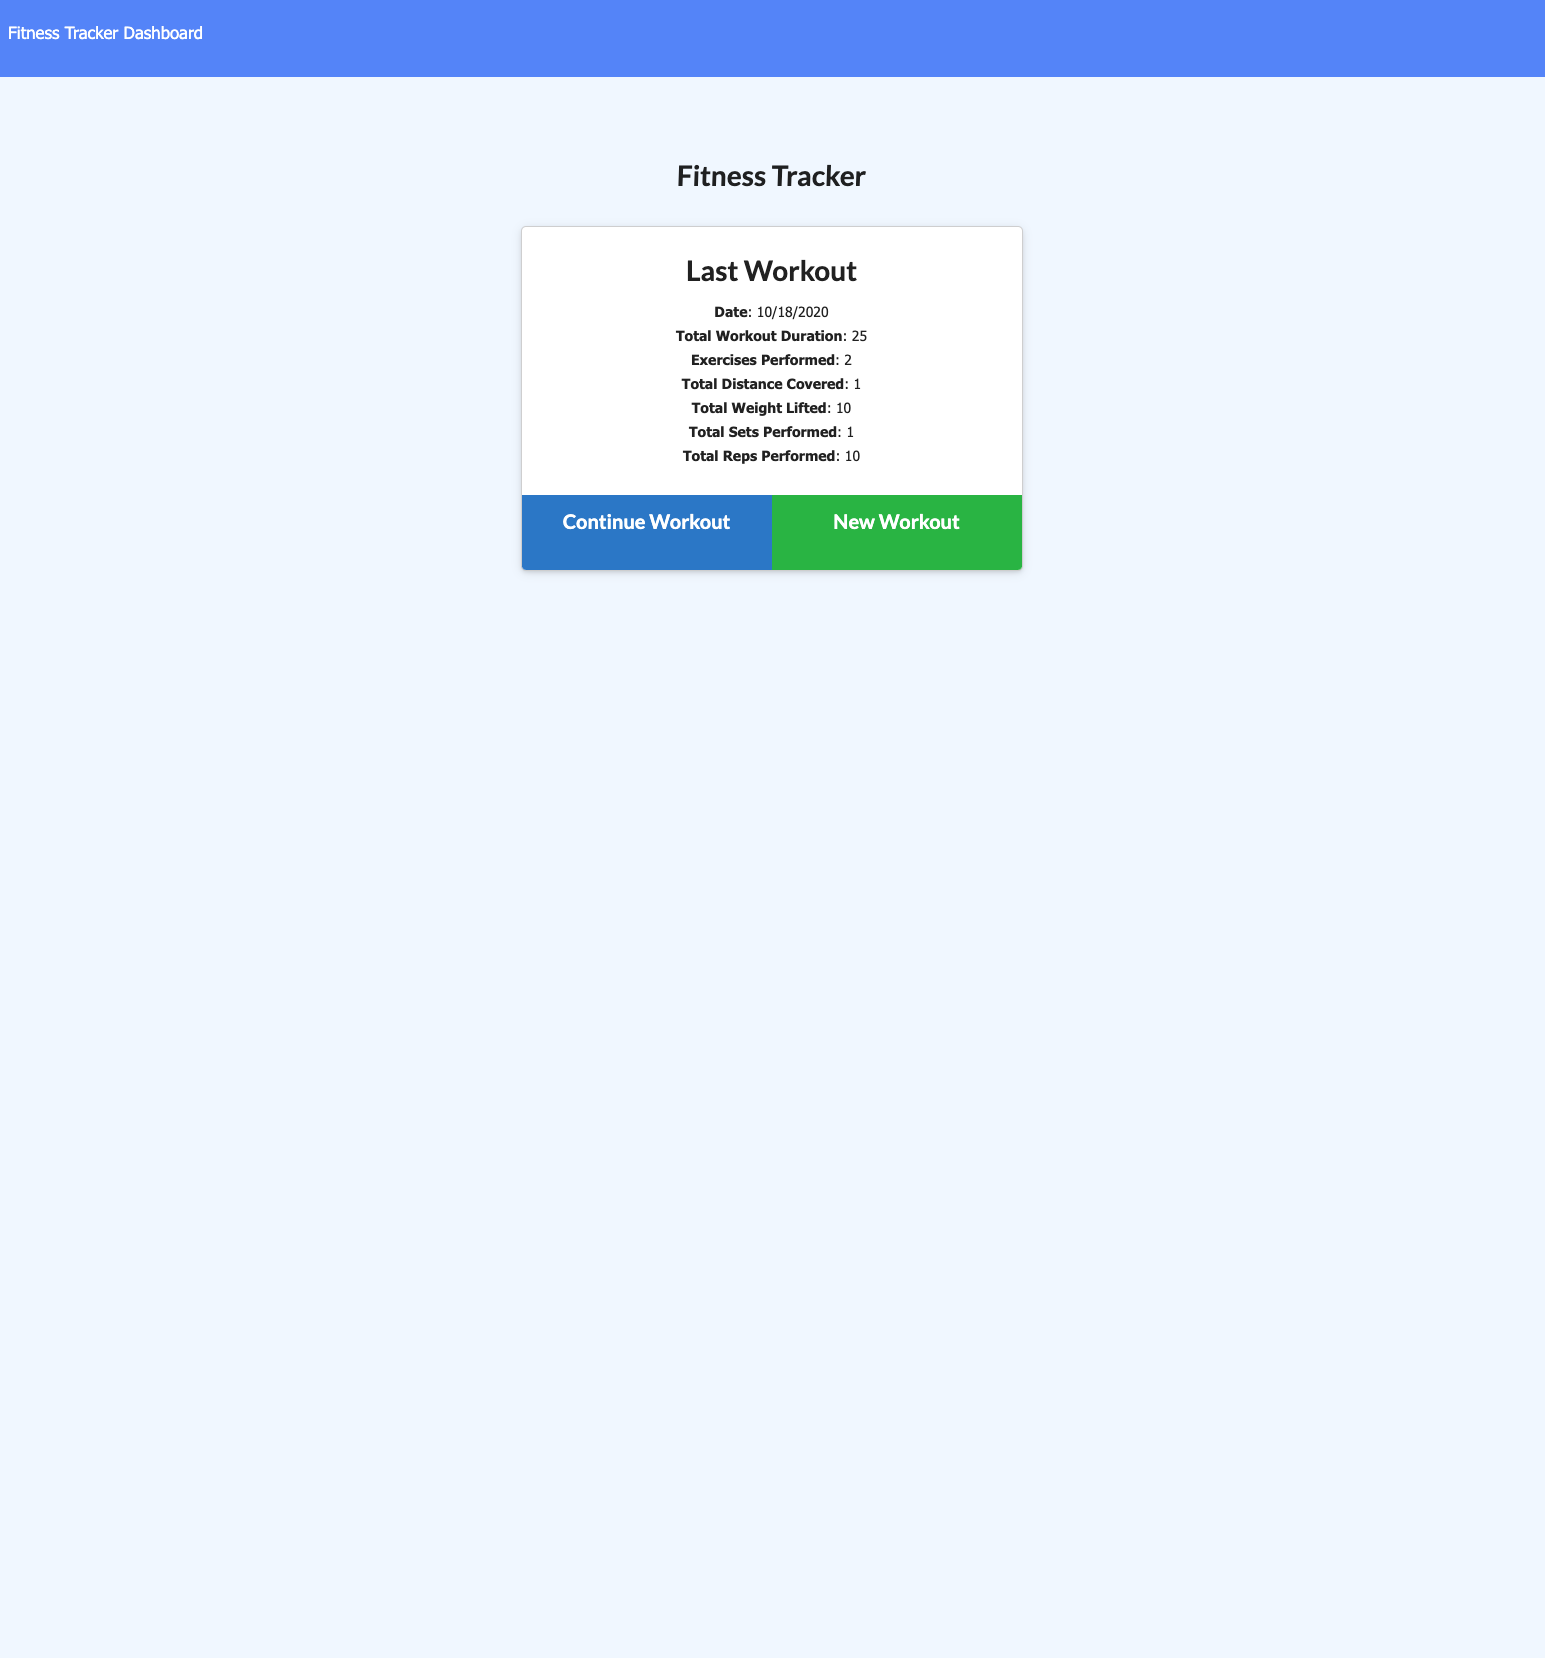 Fitness Tracker Dashboard
Fitness Tracker
Last Workout
Date: 10/18/2020
Total Workout Duration: 25
Exercises Performed: 2
Total Distance Covered: 1
Total Weight Lifted: 10
Total Sets Performed: 1
Total Reps Performed: 10
Continue Workout
New Workout